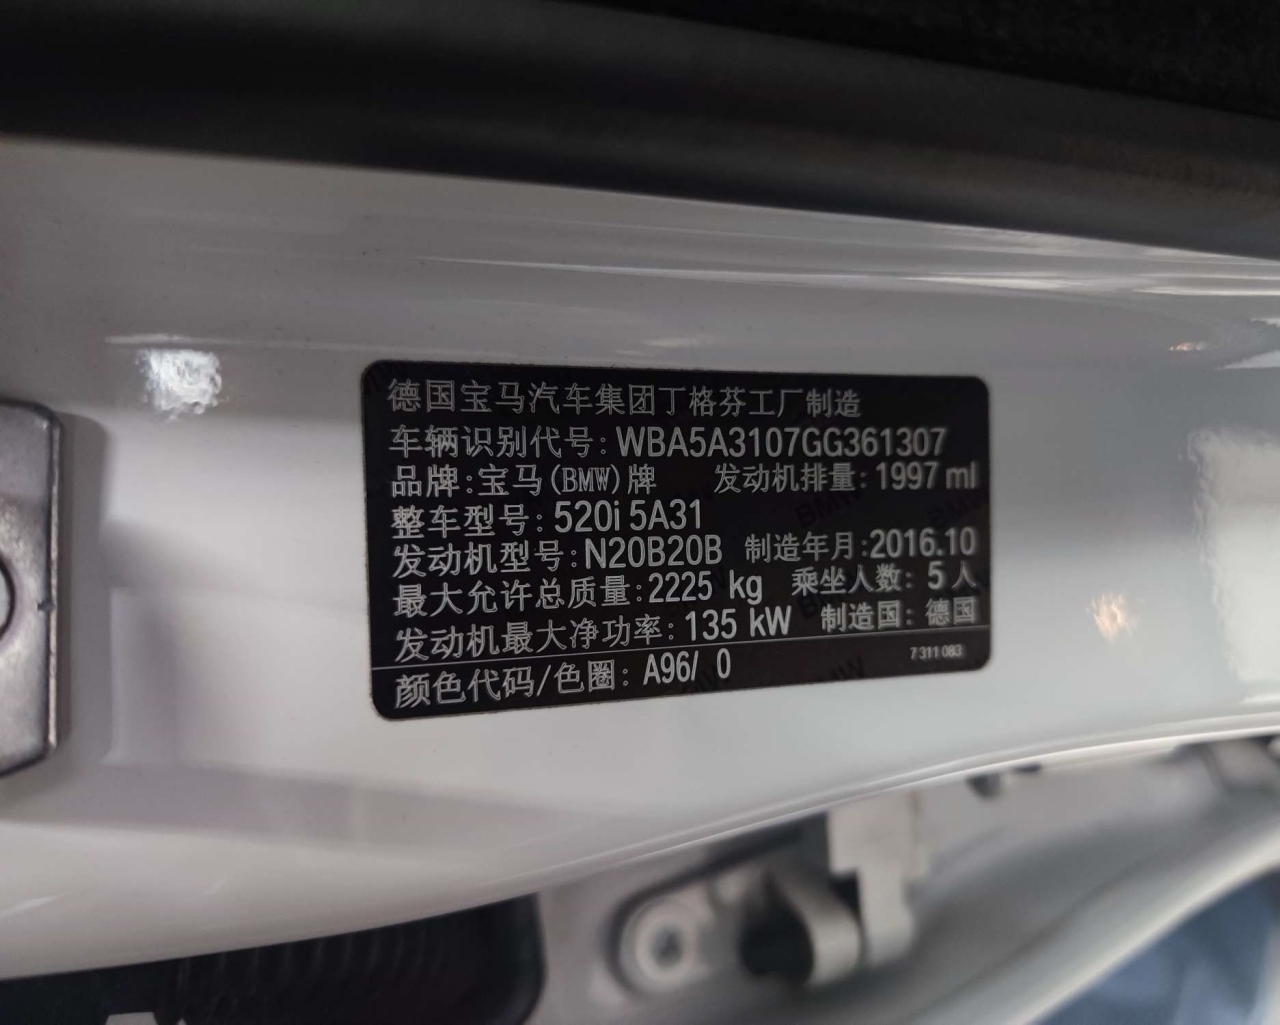 德国宝马汽车集团丁格芬工厂制造
车辆识别代号: WBA5A3107GG361307
品牌:宝马(BMW)牌 发动机排量: 1997 ml
整车型号: 520i 5A31
发动机型号: N20B20B 制造年月:2016.10
最大允许总质量: 2225 kg 乘坐人数: 5人
发动机最大净功率: 135 kW 制造国: 德国
颜色代码/色圈: A96/ 0 7 311 083